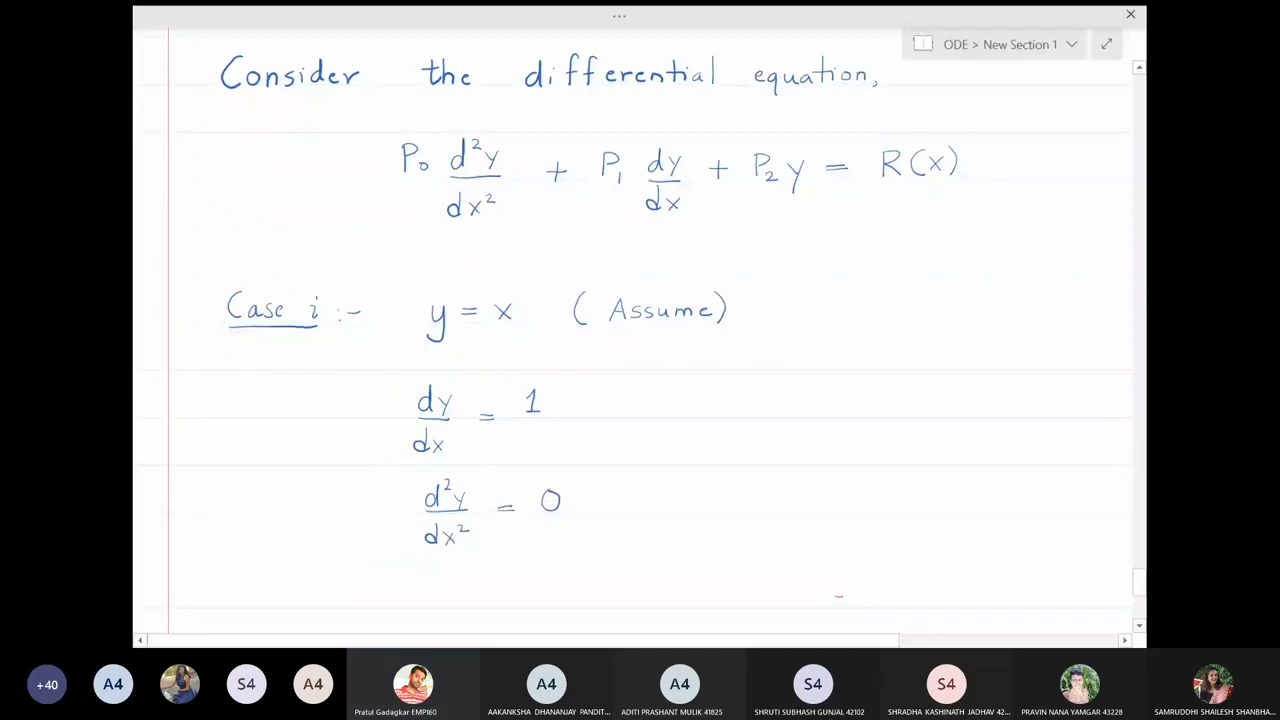 ODE > New Section 1
Consider the differential equation,
P₀ d²y/dx² + P₁ dy/dx + P₂ y = R(x)
Case i :- y = x (Assume)
dy/dx = 1
d²y/dx² = 0
+40 A4 S4 A4 A4 A4 S4 S4
Pratul Gadagkar EMP160
AAKANKSHA DHANANJAY PANDIT...
ADITI PRASHANT MULIK 41825
SHRUTI SUBHASH GUNJAL 42102
SHRADHA KASHINATH JADHAV 42...
PRAVIN NANA YAMGAR 43228
SAMRUDDHI SHAILESH SHANBHA...